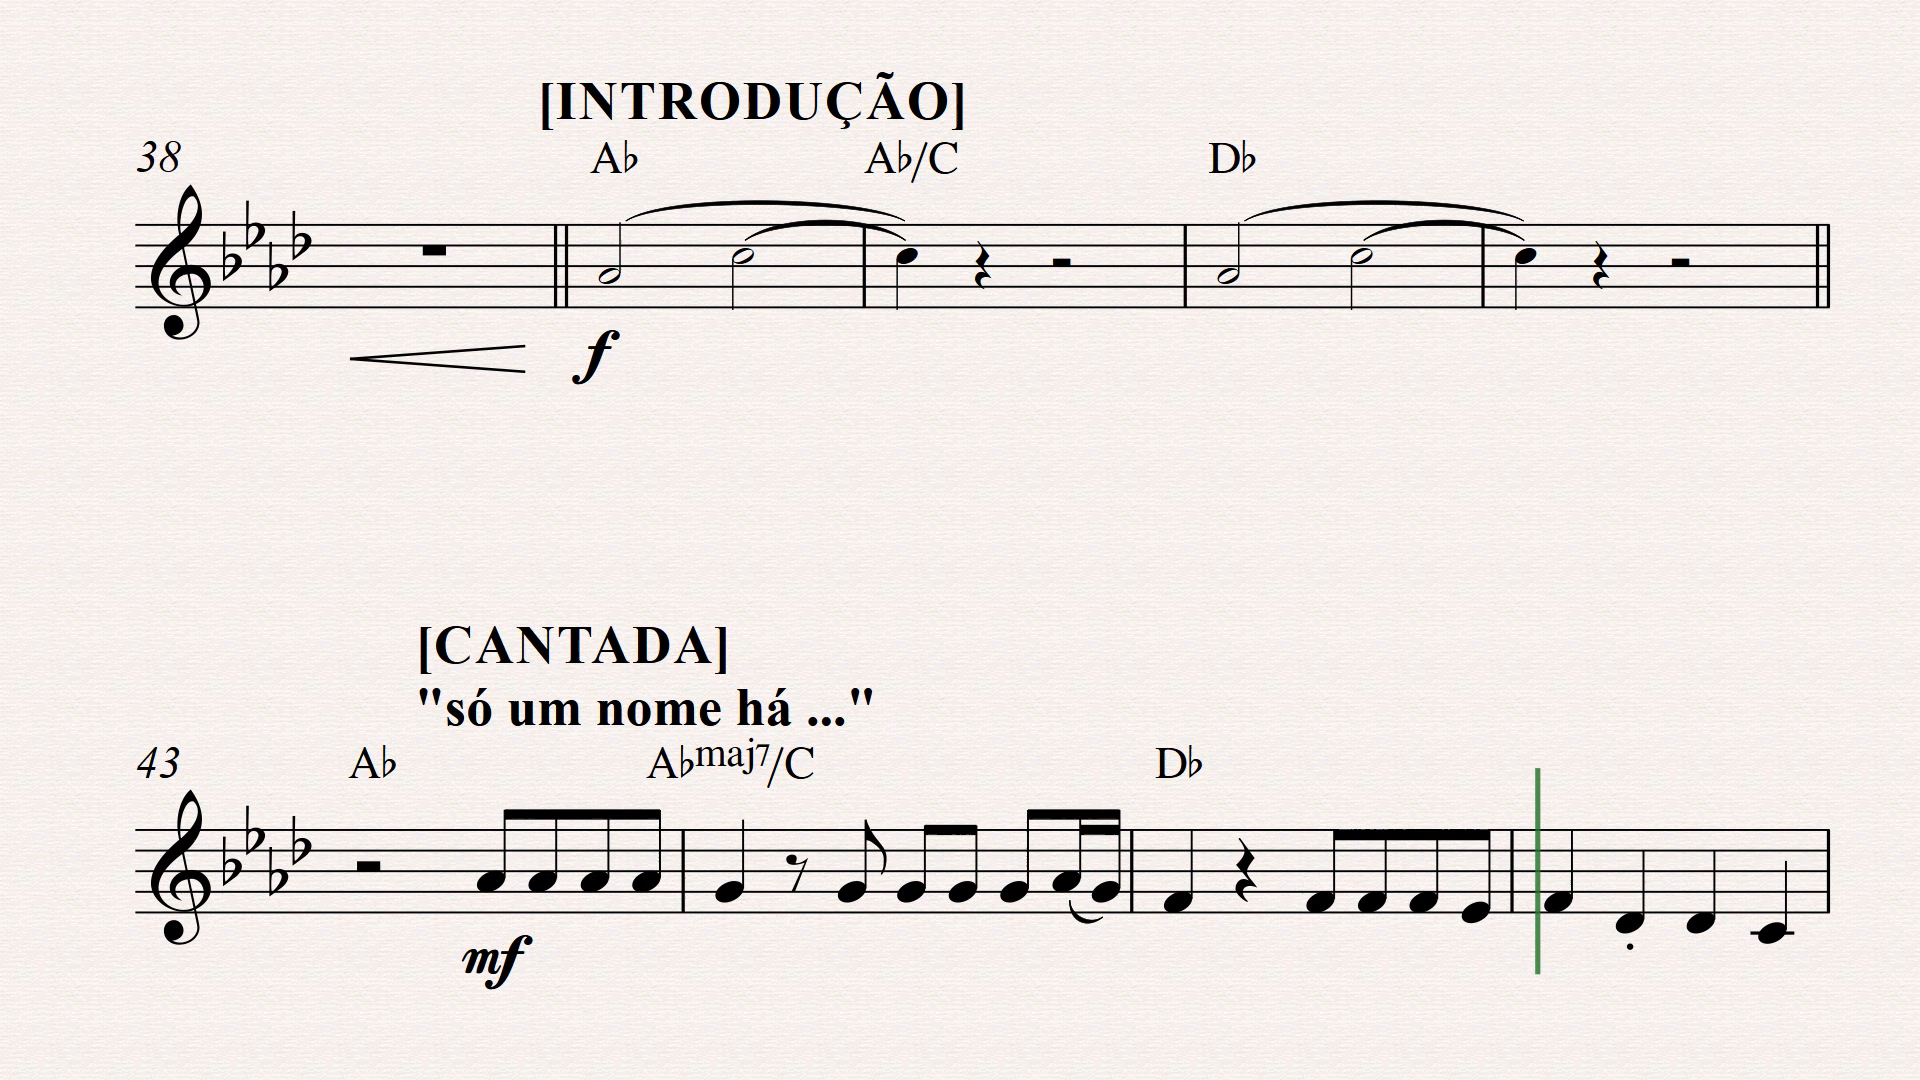 [INTRODUÇÃO]
38 A♭ A♭/C D♭
f
[CANTADA]
"só um nome há ..."
43 A♭ A♭maj7/C D♭
mf